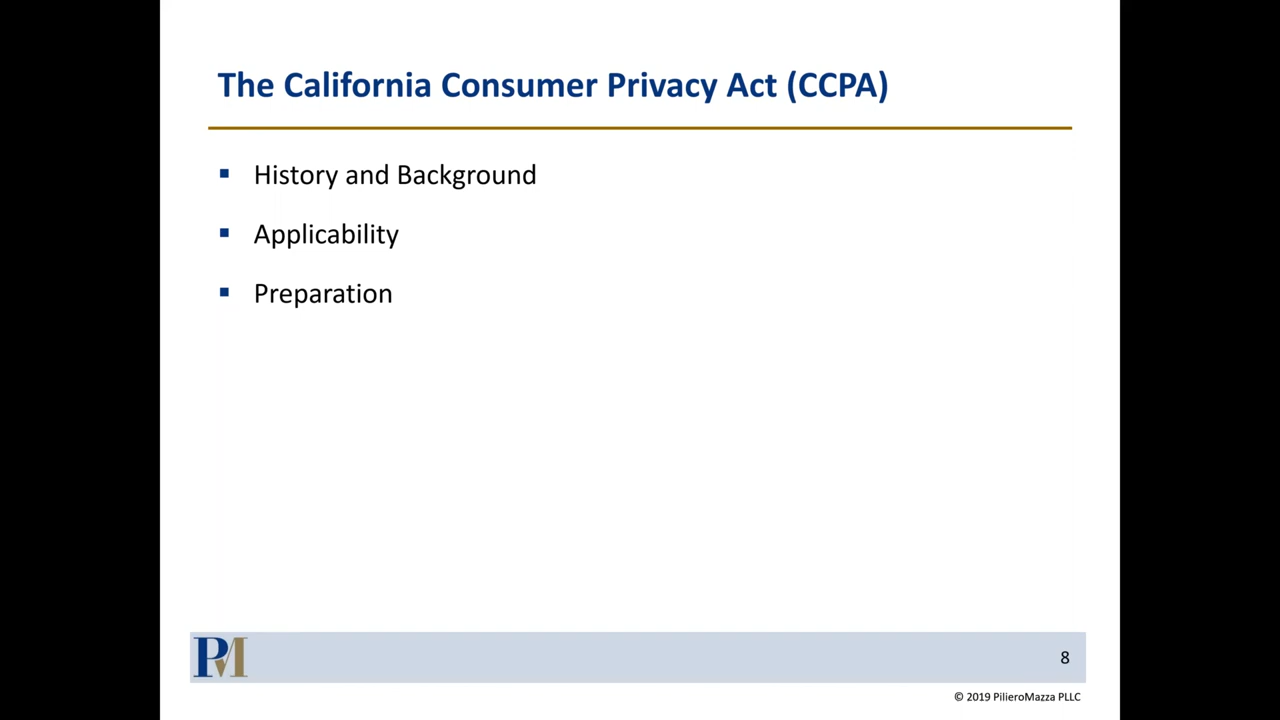 The California Consumer Privacy Act (CCPA)
▪ History and Background
▪ Applicability
▪ Preparation
PM
8
© 2019 PilieroMazza PLLC